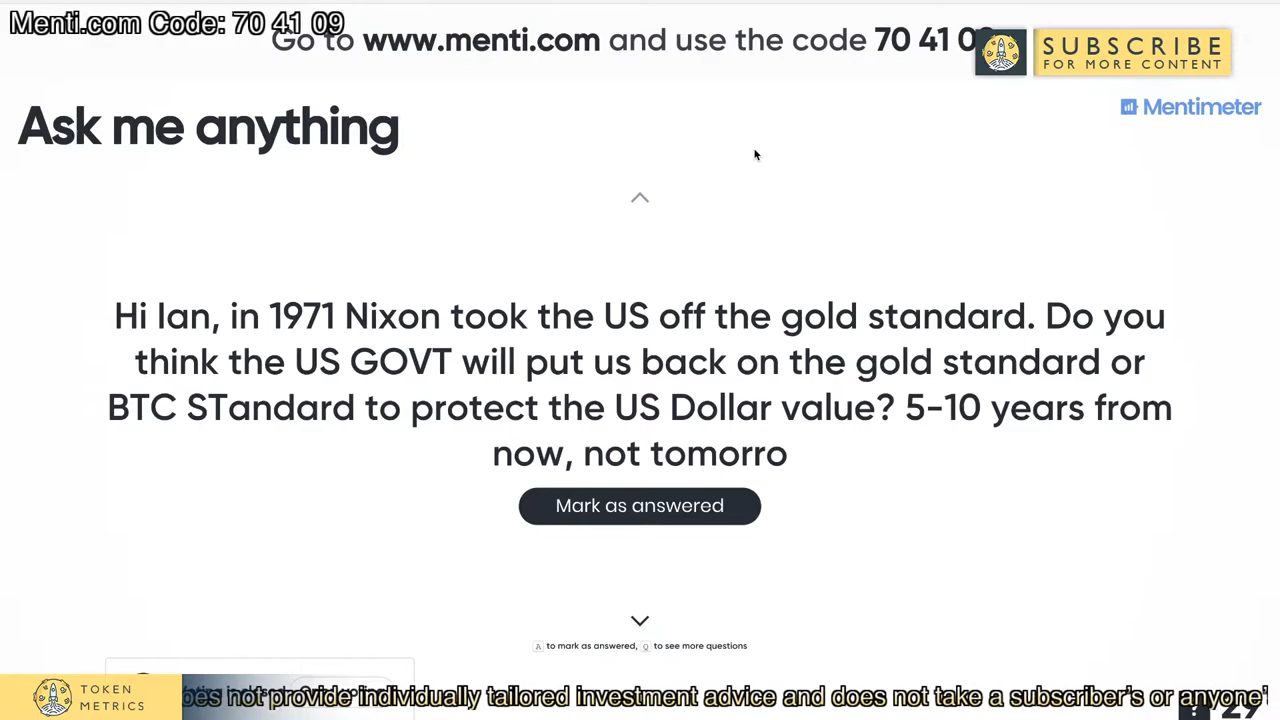 Menti.com Code: 70 41 09
Go to www.menti.com and use the code 70 41 0
SUBSCRIBE
FOR MORE CONTENT
Mentimeter
Ask me anything
Hi Ian, in 1971 Nixon took the US off the gold standard. Do you
think the US GOVT will put us back on the gold standard or
BTC STandard to protect the US Dollar value? 5-10 years from
now, not tomorro
Mark as answered
A to mark as answered, Q to see more questions
TOKEN
METRICS
oes not provide individually tailored investment advice and does not take a subscriber's or anyone'
? 29